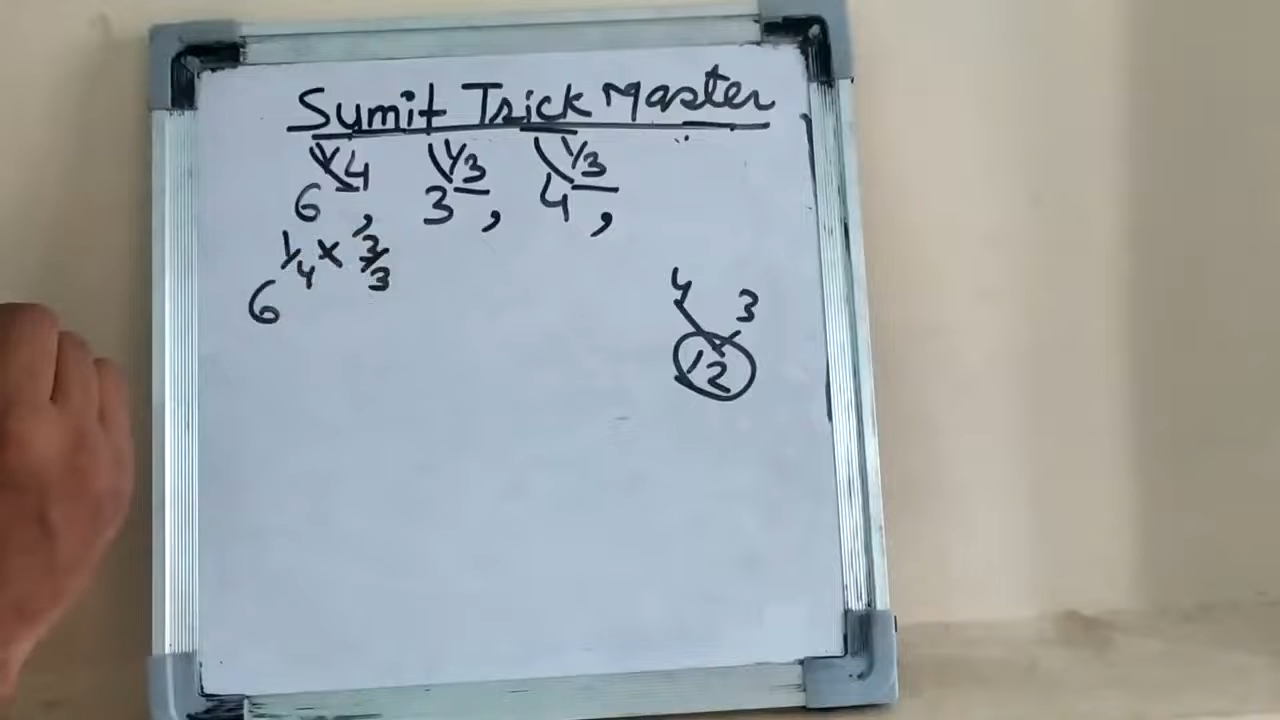 Sumit Trick Master
6^1/4, 3^1/3, 4^1/3,
6^1/4 × 3/3
4 3
12